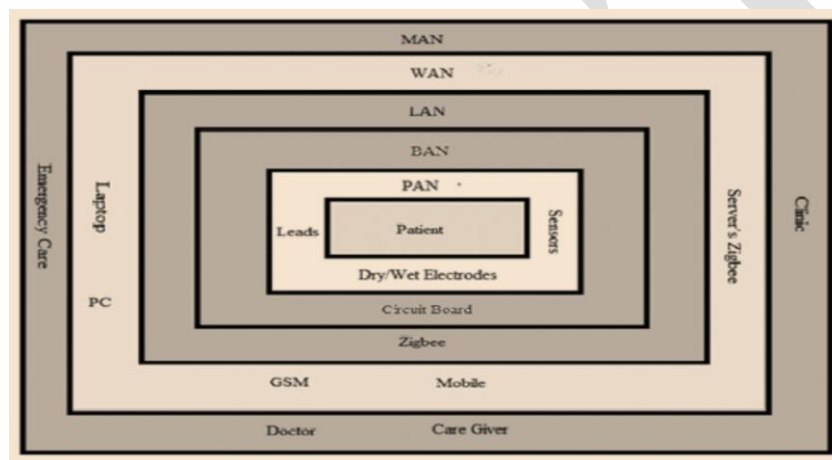 MAN
WAN
LAN
BAN
PAN
Patient
Leads
Sensors
Dry/Wet Electrodes
Circuit Board
Zigbee
Laptop
PC
Server's Zigbee
GSM Mobile
Emergency Care
Clinic
Doctor Care Giver